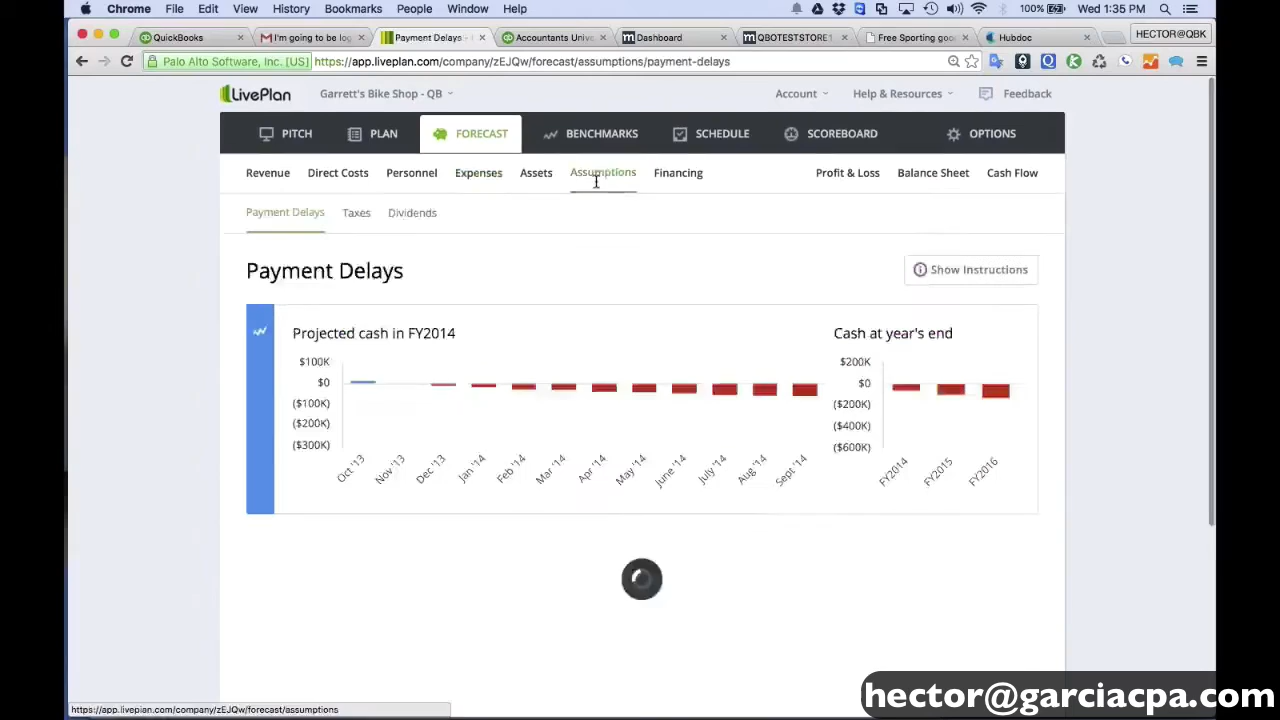 Chrome File Edit View History Bookmarks People Window Help 100% Wed 1:35 PM
QuickBooks I'm going to be log Payment Delays - Accountants Unive Dashboard QBOTESTSTORE1 Free Sporting good Hubdoc HECTOR@QBK
Palo Alto Software, Inc. [US] https://app.liveplan.com/company/zEJQw/forecast/assumptions/payment-delays
LivePlan Garrett's Bike Shop - QB Account Help & Resources Feedback
PITCH PLAN FORECAST BENCHMARKS SCHEDULE SCOREBOARD OPTIONS
Revenue Direct Costs Personnel Expenses Assets Assumptions Financing Profit & Loss Balance Sheet Cash Flow
Payment Delays Taxes Dividends
Payment Delays Show Instructions
Projected cash in FY2014 Cash at year's end
$100K $200K
$0 $0
($100K) ($200K)
($200K) ($400K)
($300K) ($600K)
Oct '13 Nov '13 Dec '13 Jan '14 Feb '14 Mar '14 Apr '14 May '14 June '14 July '14 Aug '14 Sept '14 FY2014 FY2015 FY2016
https://app.liveplan.com/company/zEJQw/forecast/assumptions
hector@garciacpa.com